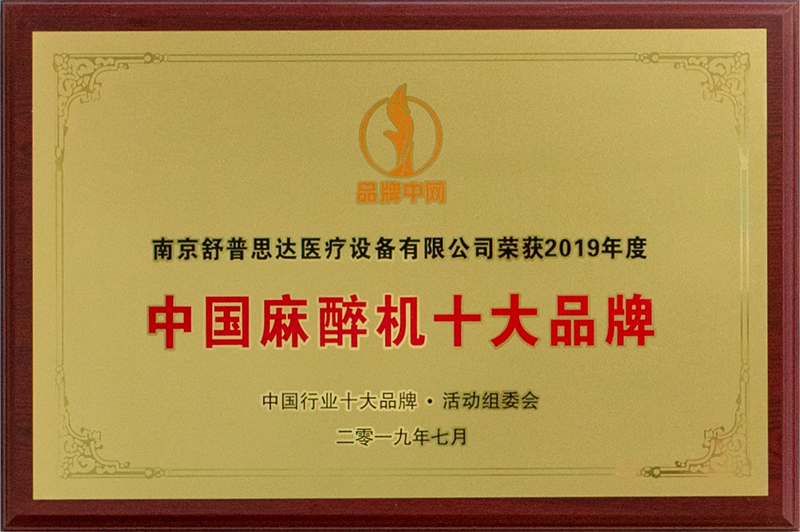 品牌中网
南京舒普思达医疗设备有限公司荣获2019年度
中国麻醉机十大品牌
中国行业十大品牌·活动组委会
二零一九年七月